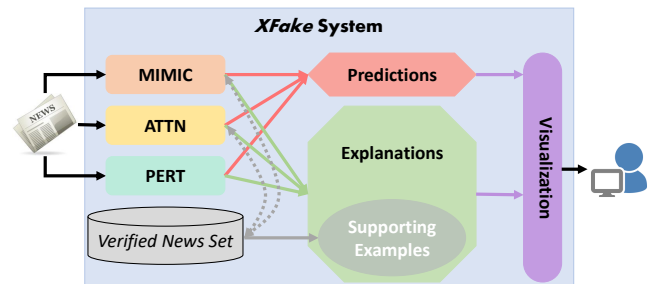 XFake System
NEWS
MIMIC
Predictions
ATTN
Explanations
PERT
Visualization
Verified News Set
Supporting
Examples